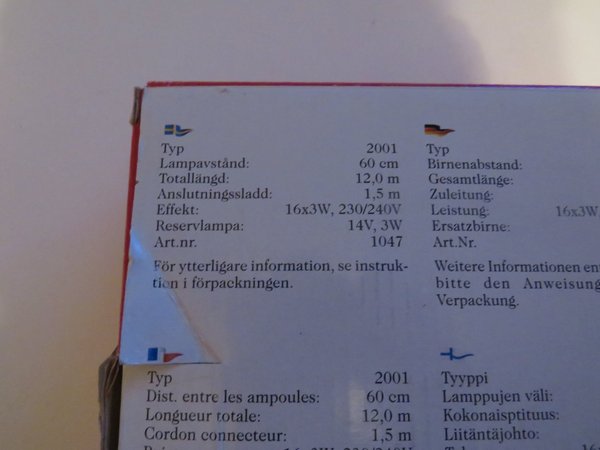 Typ 2001
Lampavstånd: 60 cm
Totallängd: 12,0 m
Anslutningssladd: 1,5 m
Effekt: 16x3W, 230/240V
Reservlampa: 14V, 3W
Art.nr. 1047
För ytterligare information, se instruk-
tion i förpackningen.
Typ
Birnenabstand:
Gesamtlänge:
Zuleitung:
Leistung: 16x3W,
Ersatzbirne:
Art.Nr.
Weitere Informationen
bitte den
Verpackung.
Typ 2001
Dist. entre les ampoules: 60 cm
Longueur totale: 12,0 m
Cordon connecteur: 1,5 m
Tyyppi
Lamppujen väli:
Kokonaisptituus:
Liitäntäjohto: